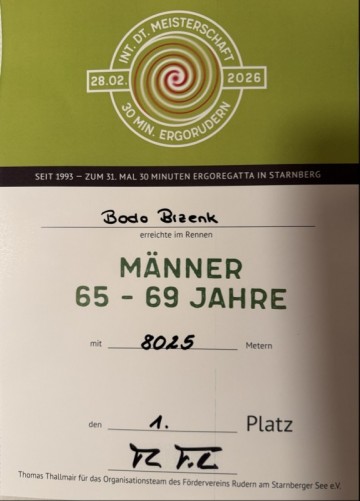 INT. DT. MEISTERSCHAFT
28.02. 2026
30 MIN. ERGORUDERN
SEIT 1993 – ZUM 31. MAL 30 MINUTEN ERGOREGATTA IN STARNBERG
Bodo Bizenk
erreichte im Rennen
MÄNNER
65 - 69 JAHRE
mit 8025 Metern
den 1. Platz
Thomas Thallmair für das Organisationsteam des Fördervereins Rudern am Starnberger See e.V.